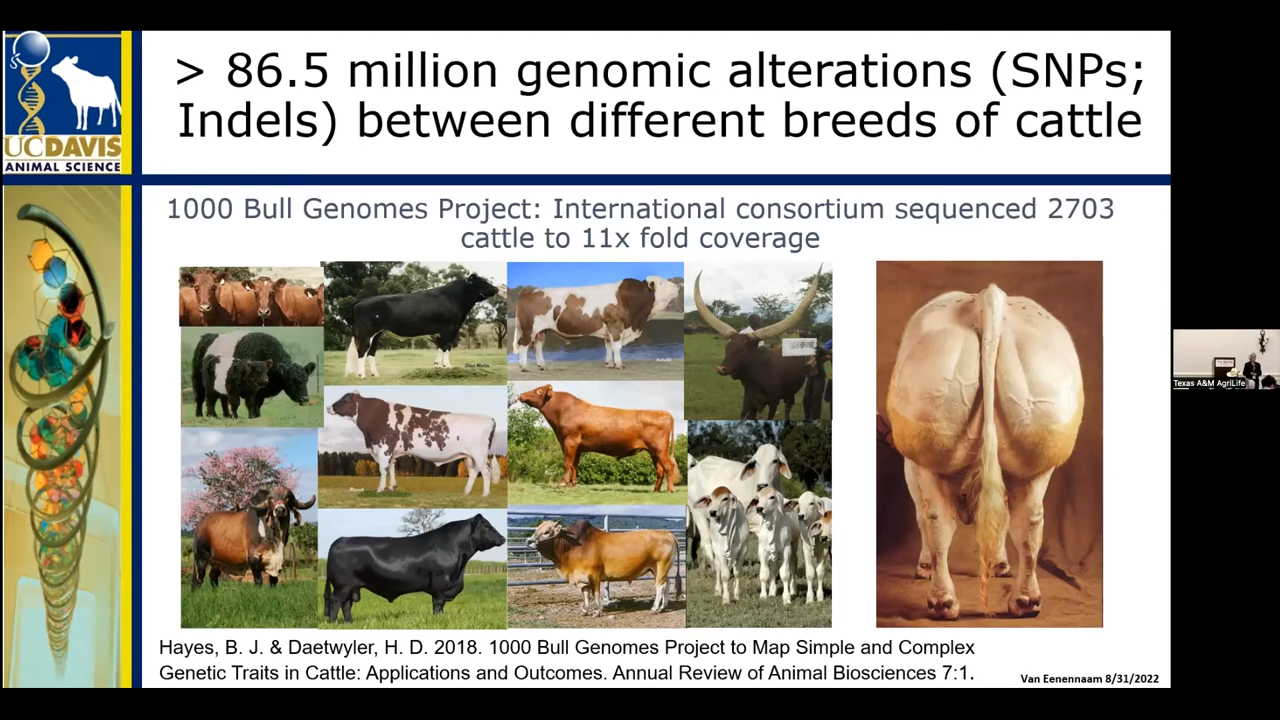 > 86.5 million genomic alterations (SNPs;
Indels) between different breeds of cattle
UCDAVIS
ANIMAL SCIENCE
1000 Bull Genomes Project: International consortium sequenced 2703
cattle to 11x fold coverage
Texas A&M AgriLife
Hayes, B. J. & Daetwyler, H. D. 2018. 1000 Bull Genomes Project to Map Simple and Complex
Genetic Traits in Cattle: Applications and Outcomes. Annual Review of Animal Biosciences 7:1.
Van Eenennaam 8/31/2022